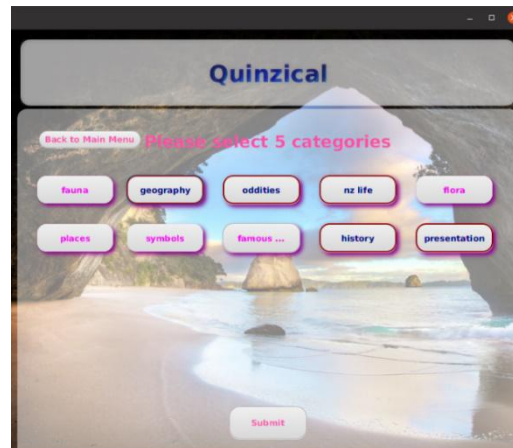 Quinzical
Back to Main Menu Please select 5 categories
fauna geography oddities nz life flora
places symbols famous ... history presentation
Submit